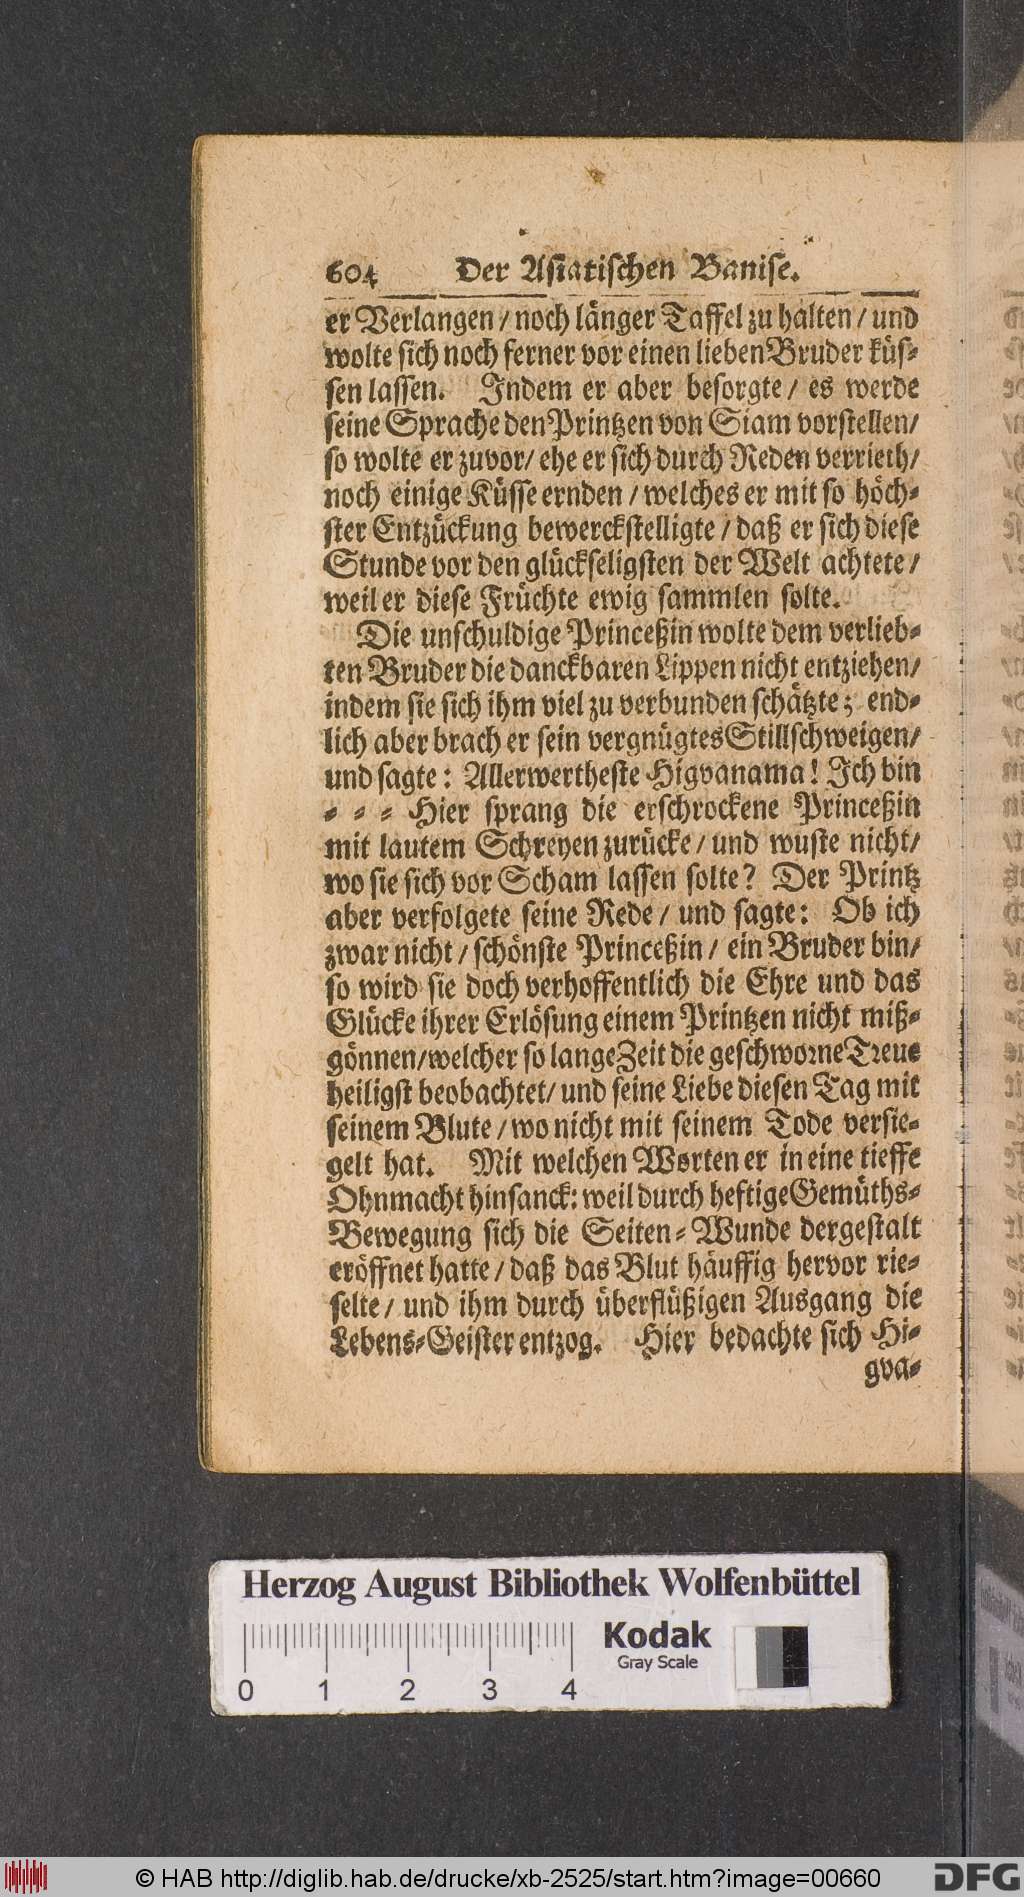 604 Der Asiatischen Banise.
er Verlangen / noch länger Taffel zu halten / und
wolte sich noch ferner vor einen lieben Bruder küs-
sen lassen. Indem er aber besorgte / es werde
seine Sprache den Printzen von Siam vorstellen /
so wolte er zuvor / ehe er sich durch Reden verrieth /
noch einige Küsse ernden / welches er mit so höch-
ster Entzückung bewerckstelligte / daß er sich diese
Stunde vor den glückseligsten der Welt achtete /
weil er diese Früchte ewig sammlen solte.
Die unschuldige Princeßin wolte dem verlieb-
ten Bruder die danckbaren Lippen nicht entziehen /
indem sie sich ihm viel zu verbunden schätzte; end-
lich aber brach er sein vergnügtes Stillschweigen /
und sagte: Allerwertheste Higvanama! Ich bin
- - - Hier sprang die erschrockene Princeßin
mit lautem Schreyen zurücke / und wuste nicht /
wo sie sich vor Scham lassen solte? Der Printz
aber verfolgete seine Rede / und sagte: Ob ich
zwar nicht / schönste Princeßin / ein Bruder bin /
so wird sie doch verhoffentlich die Ehre und das
Glücke ihrer Erlösung einem Printzen nicht miß-
gönnen / welcher so lange Zeit die geschworne Treue
heiligst beobachtet / und seine Liebe diesen Tag mit
seinem Blute / wo nicht mit seinem Tode versie-
gelt hat. Mit welchen Worten er in eine tieffe
Ohnmacht hinsanck: weil durch heftige Gemüths-
Bewegung sich die Seiten-Wunde dergestalt
eröffnet hatte / daß das Blut häuffig hervor rie-
selte / und ihm durch überflüßigen Ausgang die
Lebens-Geister entzog. Hier bedachte sich Hi-
gva-
Herzog August Bibliothek Wolfenbüttel
Kodak
Gray Scale
0 1 2 3 4
© HAB http://diglib.hab.de/drucke/xb-2525/start.htm?image=00660
DFG